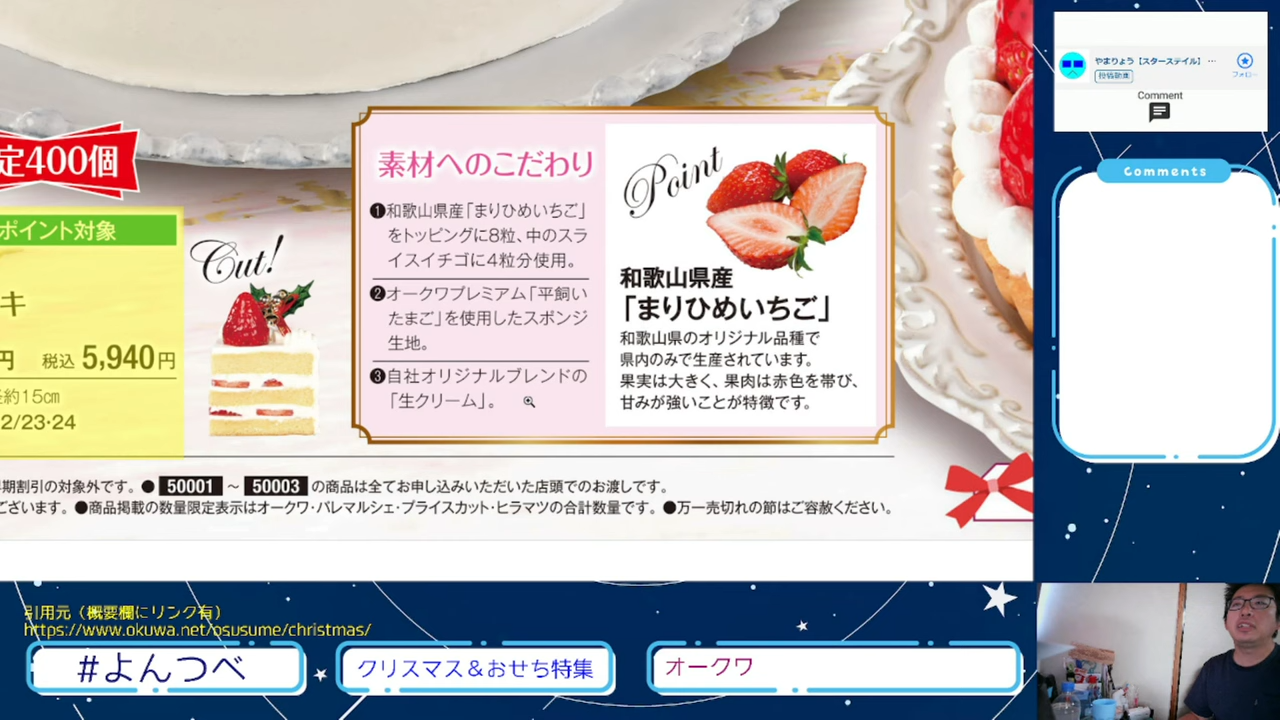 定400個
ポイント対象
キ
円 税込 5,940円
約15㎝
2/23・24
Cut!
素材へのこだわり
❶和歌山県産「まりひめいちご」
をトッピングに8粒、中のスラ
イスイチゴに4粒分使用。
❷オークワプレミアム「平飼い
たまご」を使用したスポンジ
生地。
❸自社オリジナルブレンドの
「生クリーム」。
Point
和歌山県産
「まりひめいちご」
和歌山県のオリジナル品種で
県内のみで生産されています。
果実は大きく、果肉は赤色を帯び、
甘みが強いことが特徴です。
期割引の対象外です。●50001～50003の商品は全てお申し込みいただいた店頭でのお渡しです。
ございます。●商品掲載の数量限定表示はオークワ・パレマルシェ・プライスカット・ヒラマツの合計数量です。●万一売切れの節はご容赦ください。
やまりょう【スターステイル】 …
投稿動画
フォロー
Comment
Comments
引用元（概要欄にリンク有）
https://www.okuwa.net/osusume/christmas/
#よんつべ
クリスマス＆おせち特集
オークワ